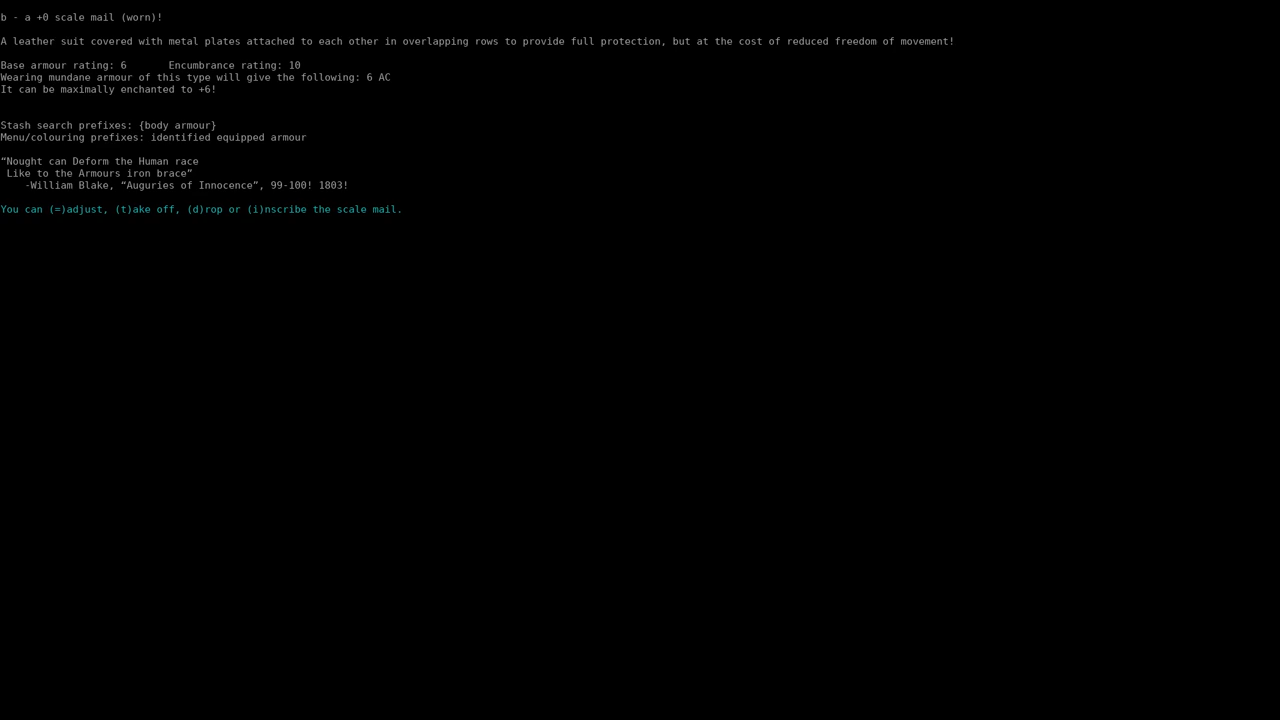 b - a +0 scale mail (worn)!
A leather suit covered with metal plates attached to each other in overlapping rows to provide full protection, but at the cost of reduced freedom of movement!
Base armour rating: 6       Encumbrance rating: 10
Wearing mundane armour of this type will give the following: 6 AC
It can be maximally enchanted to +6!
Stash search prefixes: {body armour}
Menu/colouring prefixes: identified equipped armour
“Nought can Deform the Human race
 Like to the Armours iron brace”
    -William Blake, “Auguries of Innocence”, 99-100! 1803!
You can (=)adjust, (t)ake off, (d)rop or (i)nscribe the scale mail.